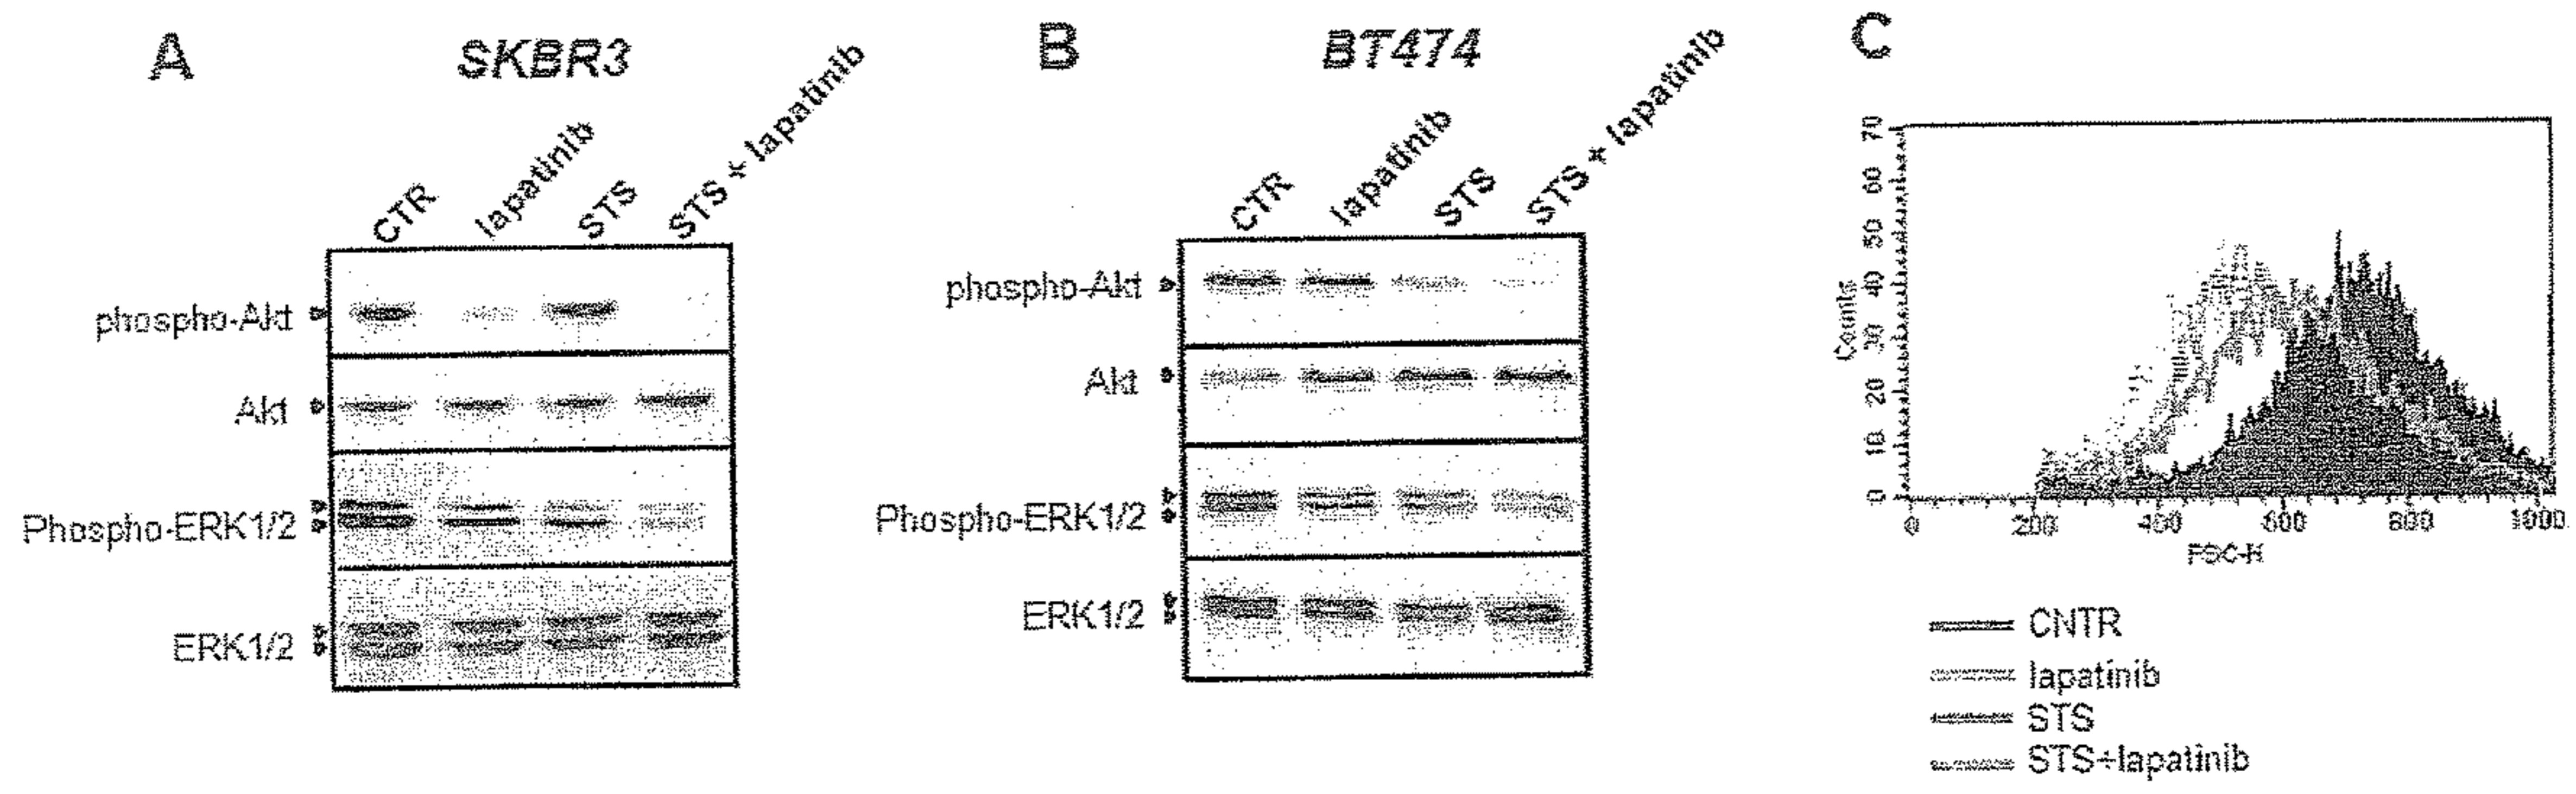 A
SKBR3
CTR
lapatinib
STS
STS + lapatinib
phospho-Akt
Akt
Phospho-ERK1/2
ERK1/2
B
BT474
CTR
lapatinib
STS
STS + lapatinib
phospho-Akt
Akt
Phospho-ERK1/2
ERK1/2
C
Counts
70
60
50
40
30
20
10
0
0 200 400 600 800 1000
FSC-H
CNTR
lapatinib
STS
STS+lapatinib